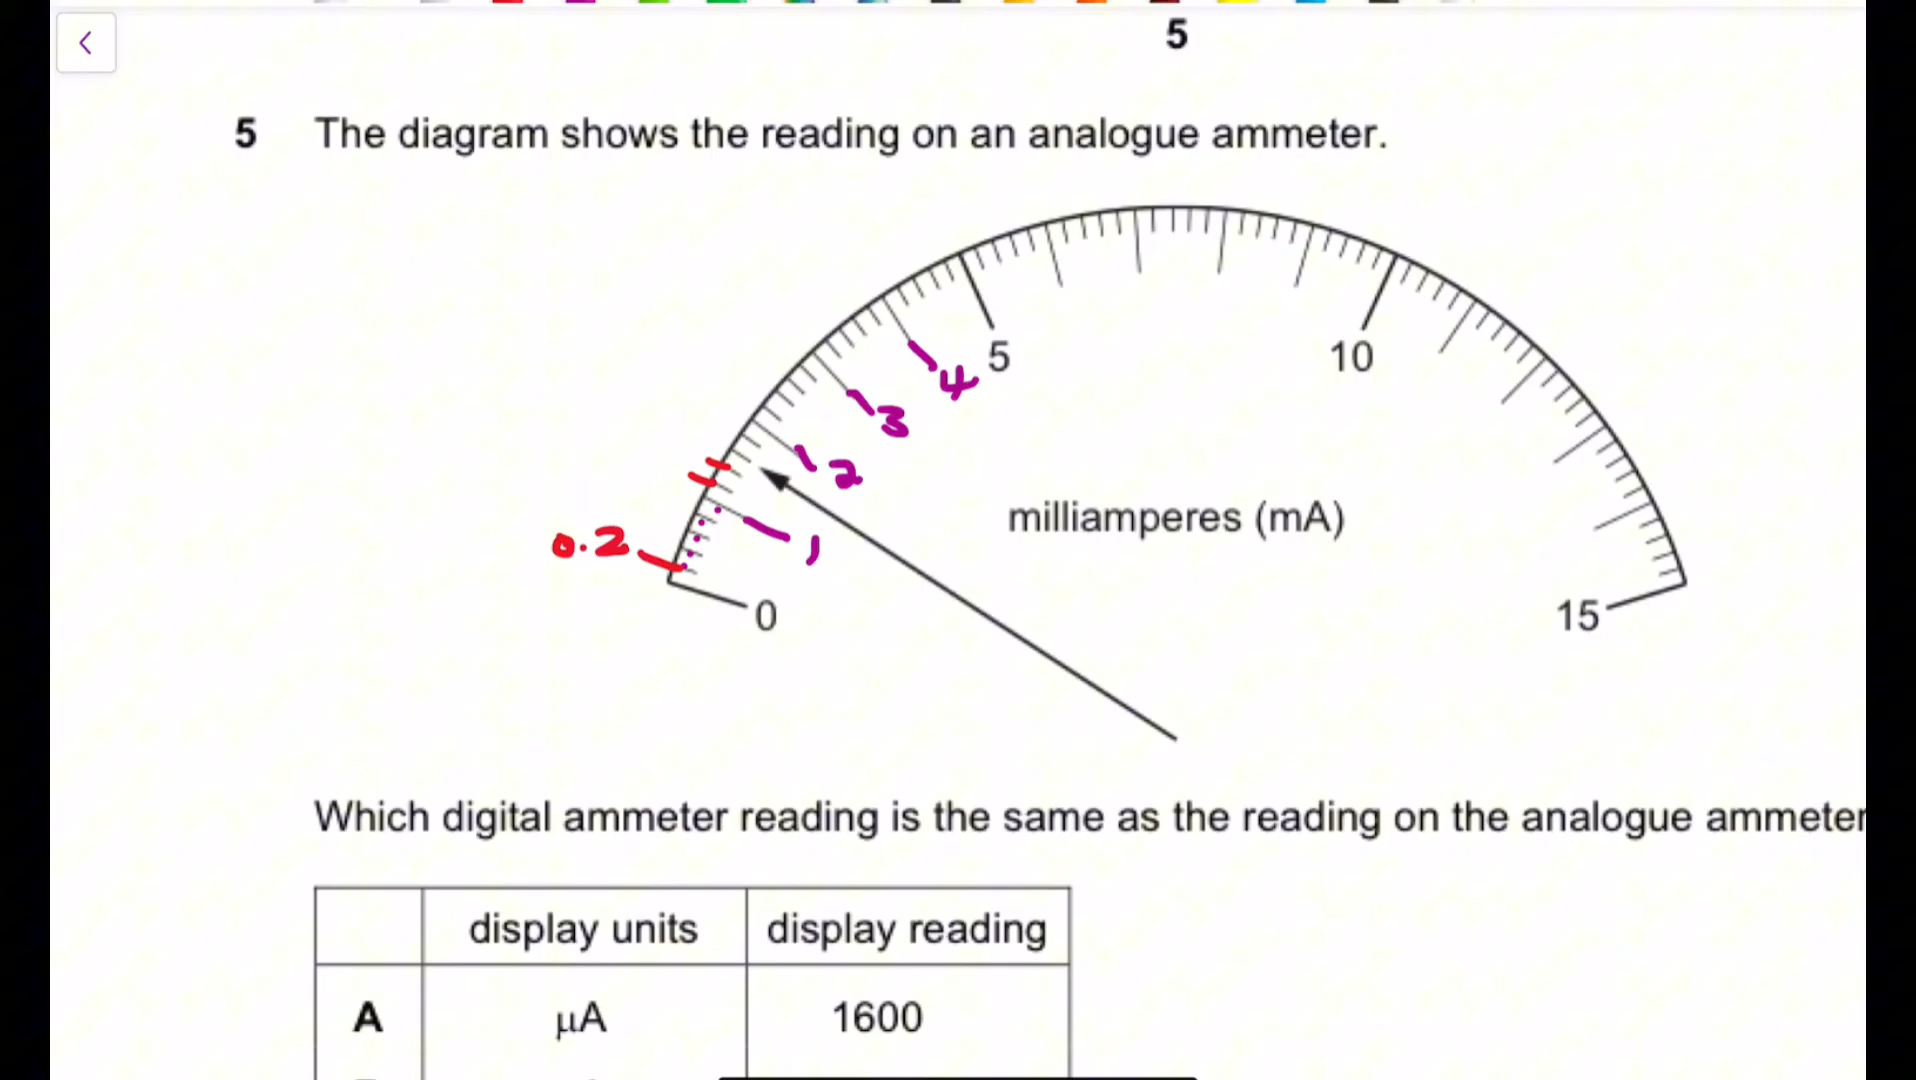 5
5 The diagram shows the reading on an analogue ammeter.
5
10
4
3
2
milliamperes (mA)
0.2
1
0
15
Which digital ammeter reading is the same as the reading on the analogue ammeter
display units display reading
A µA 1600